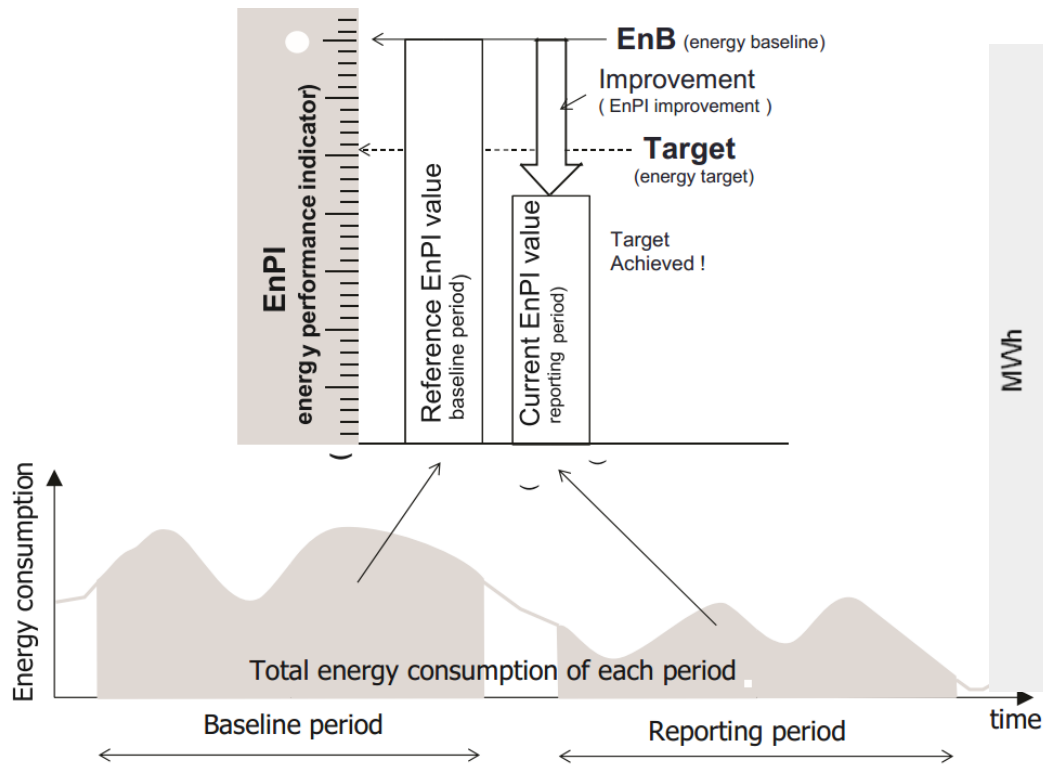 EnB (energy baseline)
Improvement
( EnPI improvement )
Target
(energy target)
Target
Achieved !
EnPI
energy performance indicator)
Reference EnPI value
baseline period)
Current EnPI value
reporting period)
(
)
)
MWh
Energy consumption
Total energy consumption of each period
time
Baseline period
Reporting period